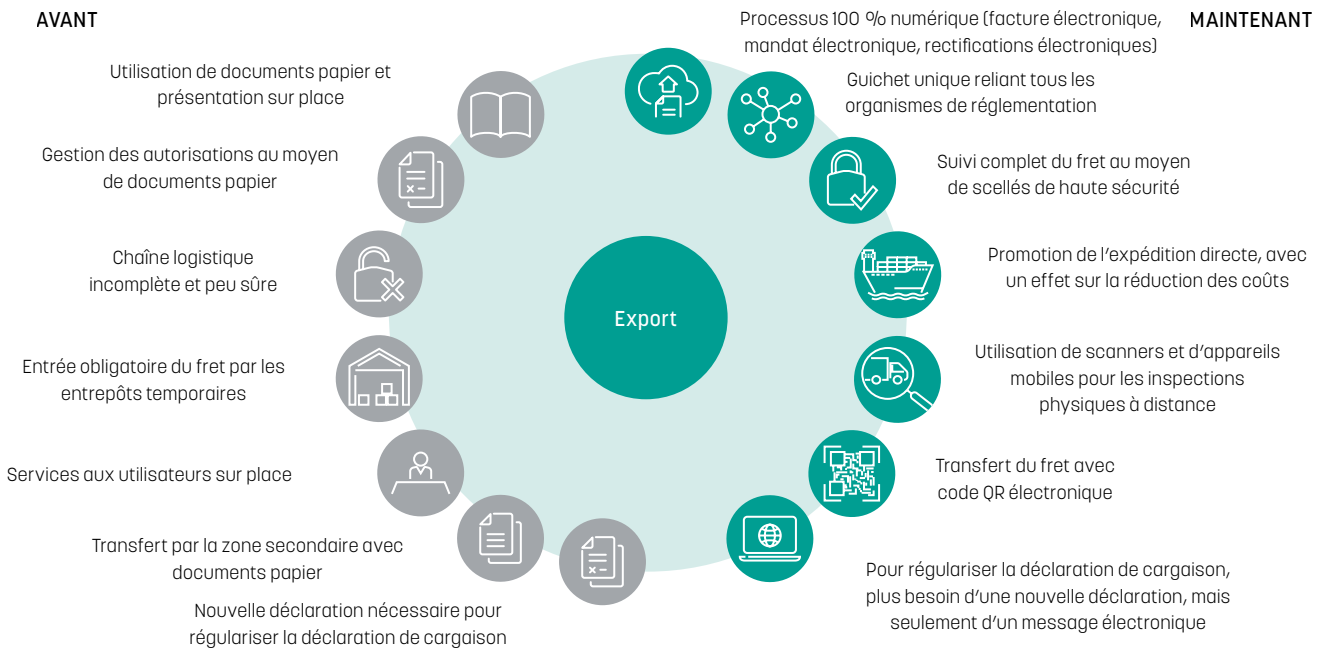 AVANT
Utilisation de documents papier et
présentation sur place
Gestion des autorisations au moyen
de documents papier
Chaîne logistique
incomplète et peu sûre
Entrée obligatoire du fret par les
entrepôts temporaires
Services aux utilisateurs sur place
Transfert par la zone secondaire avec
documents papier
Nouvelle déclaration nécessaire pour
régulariser la déclaration de cargaison
Export
MAINTENANT
Processus 100 % numérique (facture électronique,
mandat électronique, rectifications électroniques)
Guichet unique reliant tous les
organismes de réglementation
Suivi complet du fret au moyen
de scellés de haute sécurité
Promotion de l'expédition directe, avec
un effet sur la réduction des coûts
Utilisation de scanners et d'appareils
mobiles pour les inspections
physiques à distance
Transfert du fret avec
code QR électronique
Pour régulariser la déclaration de cargaison,
plus besoin d'une nouvelle déclaration, mais
seulement d'un message électronique